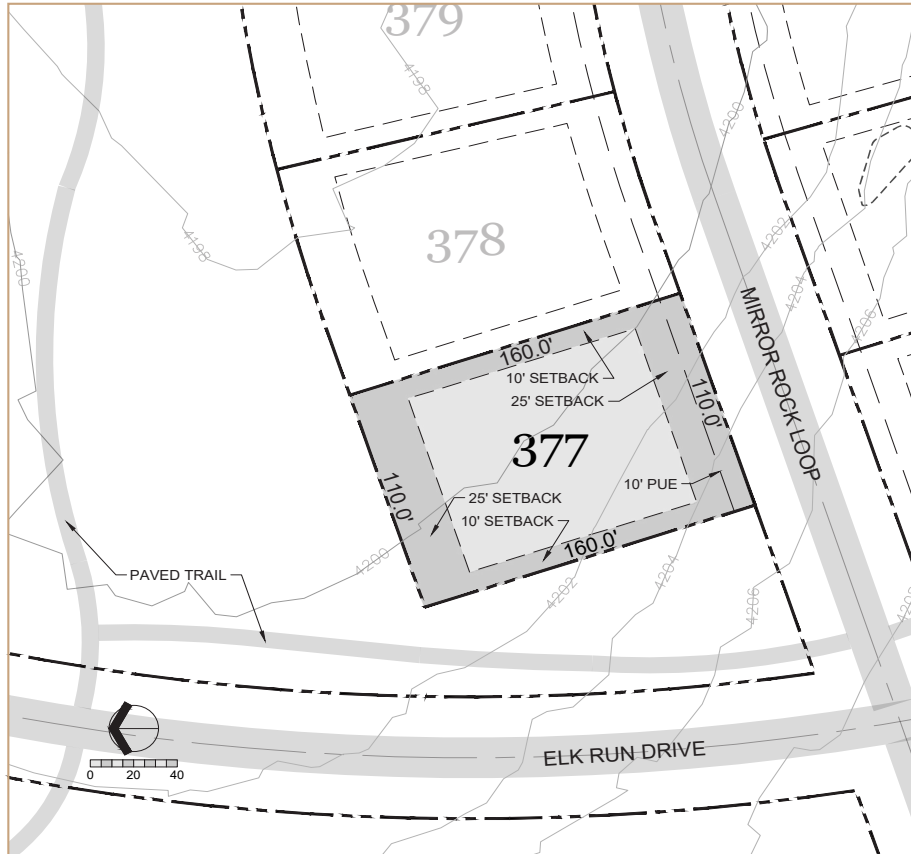 379
4198
4200
4198
4200
378
4202
4204
4206
MIRROR ROCK LOOP
160.0'
10' SETBACK
25' SETBACK
110.0'
377
110.0'
25' SETBACK
10' PUE
10' SETBACK
160.0'
4200
PAVED TRAIL
4202
4204
4206
ELK RUN DRIVE
0 20 40